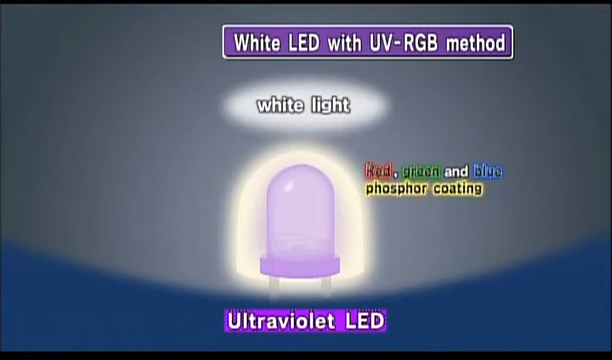 White LED with UV-RGB method
white light
Red, green and blue
phosphor coating
Ultraviolet LED